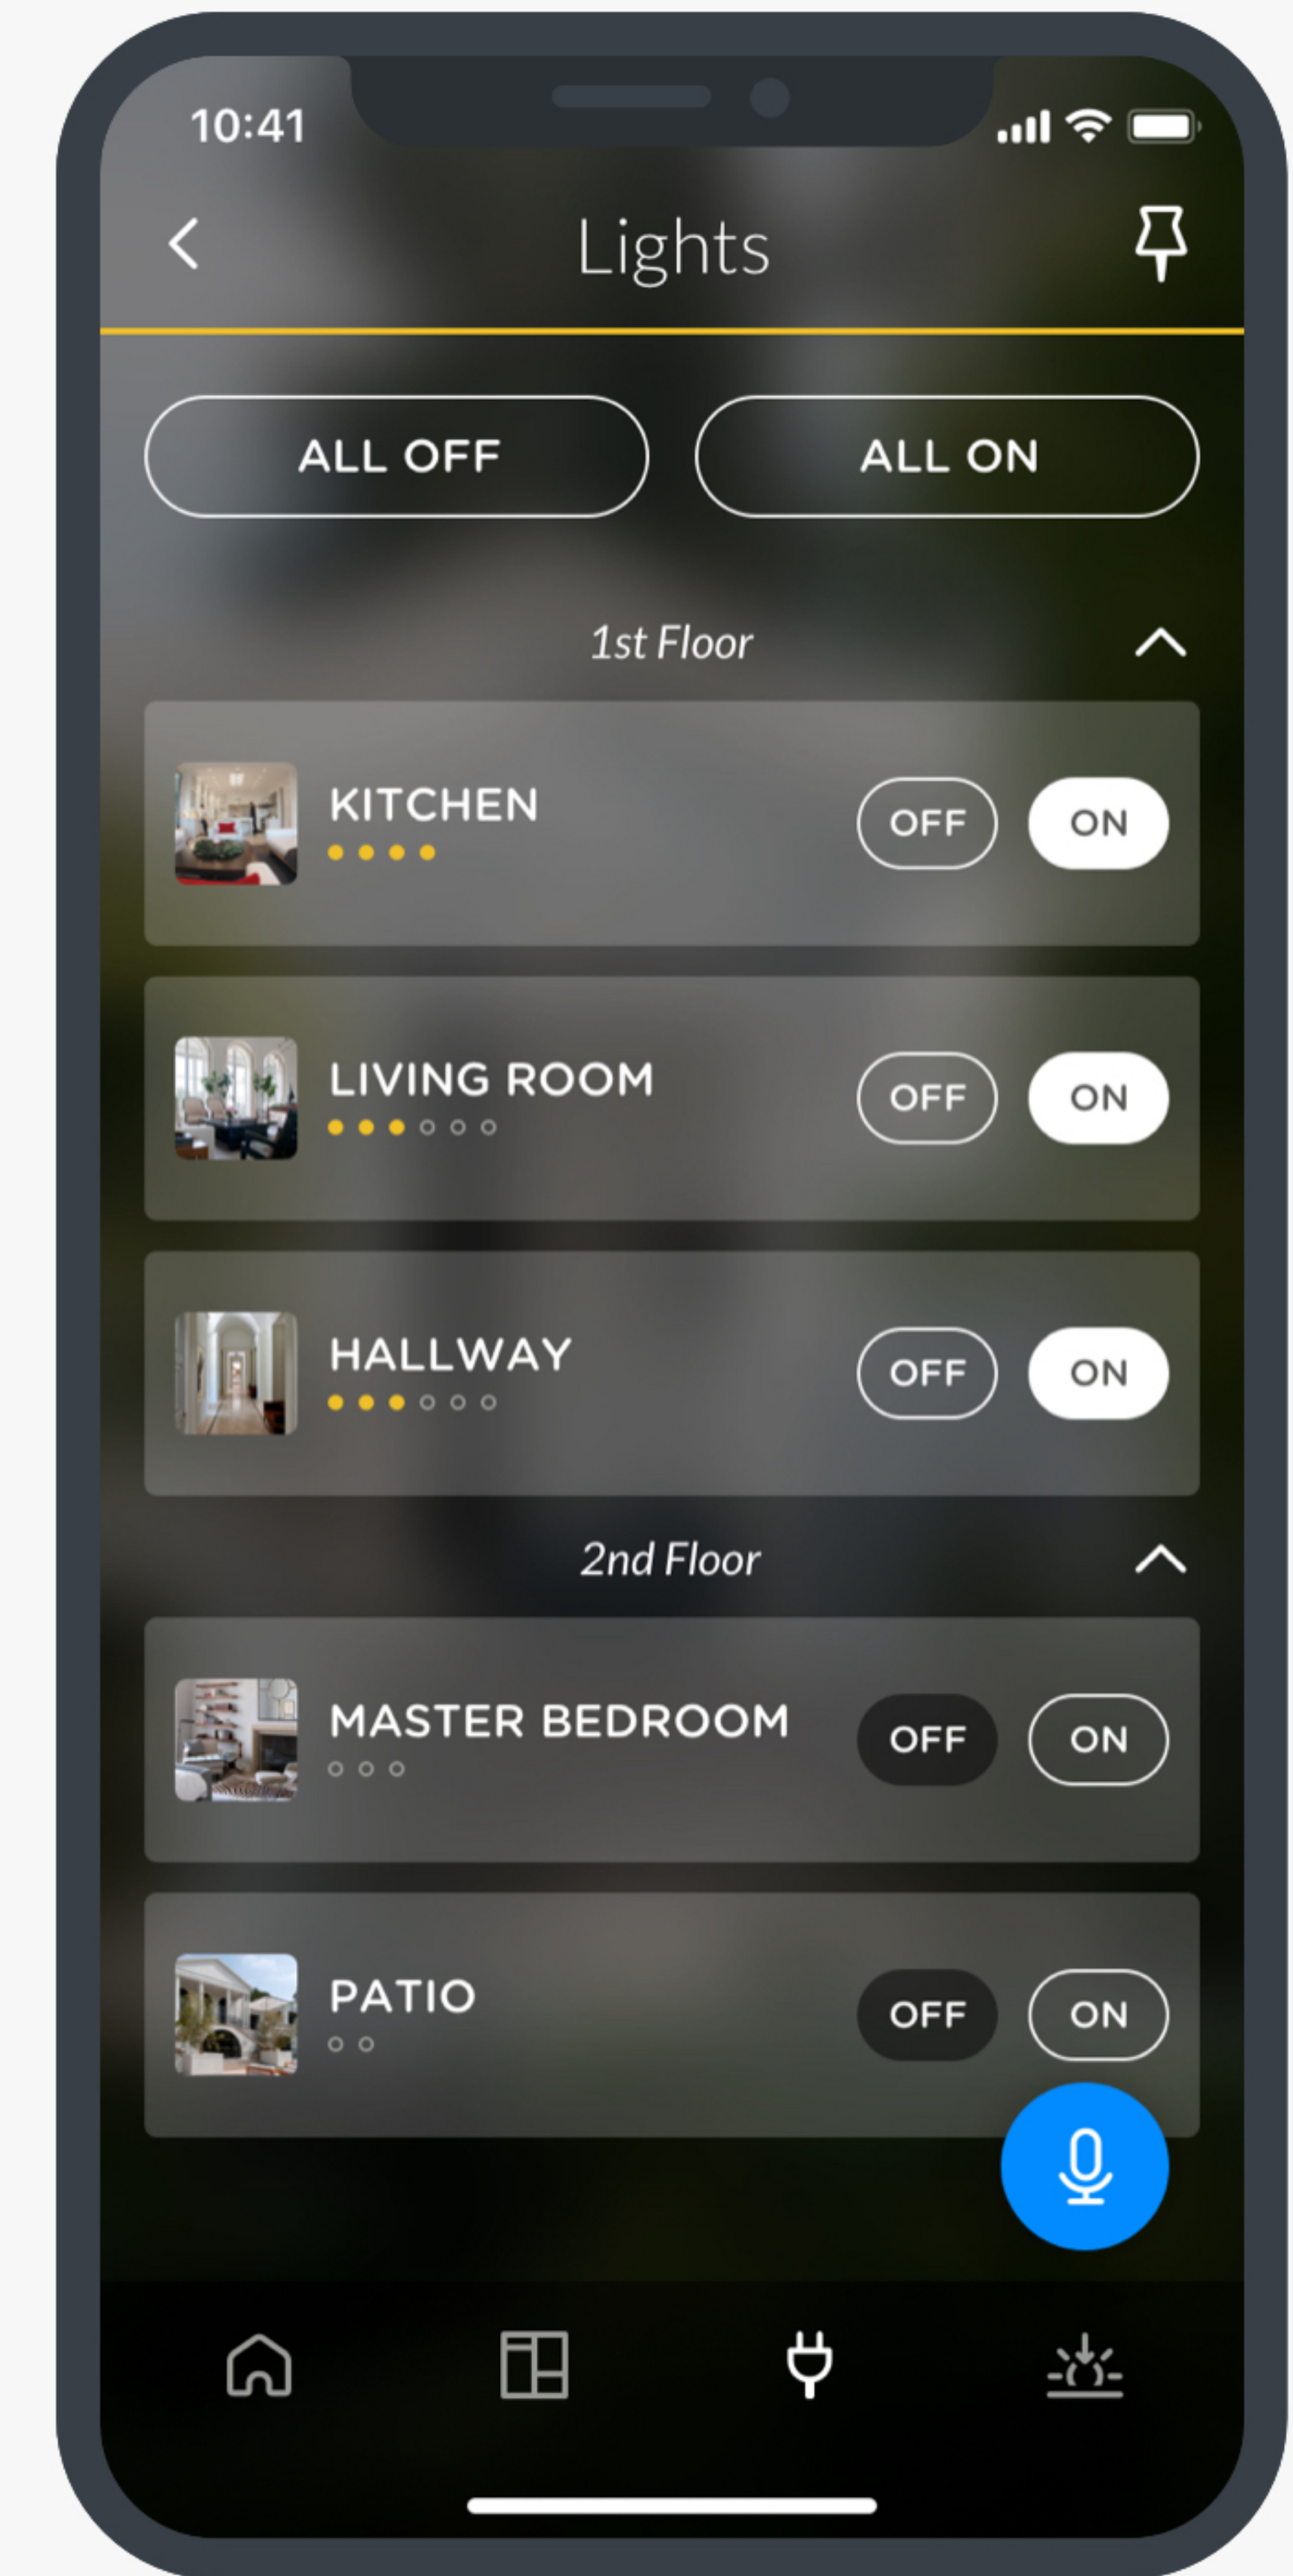 10:41
Lights
ALL OFF ALL ON
1st Floor
KITCHEN OFF ON
LIVING ROOM OFF ON
HALLWAY OFF ON
2nd Floor
MASTER BEDROOM OFF ON
PATIO OFF ON